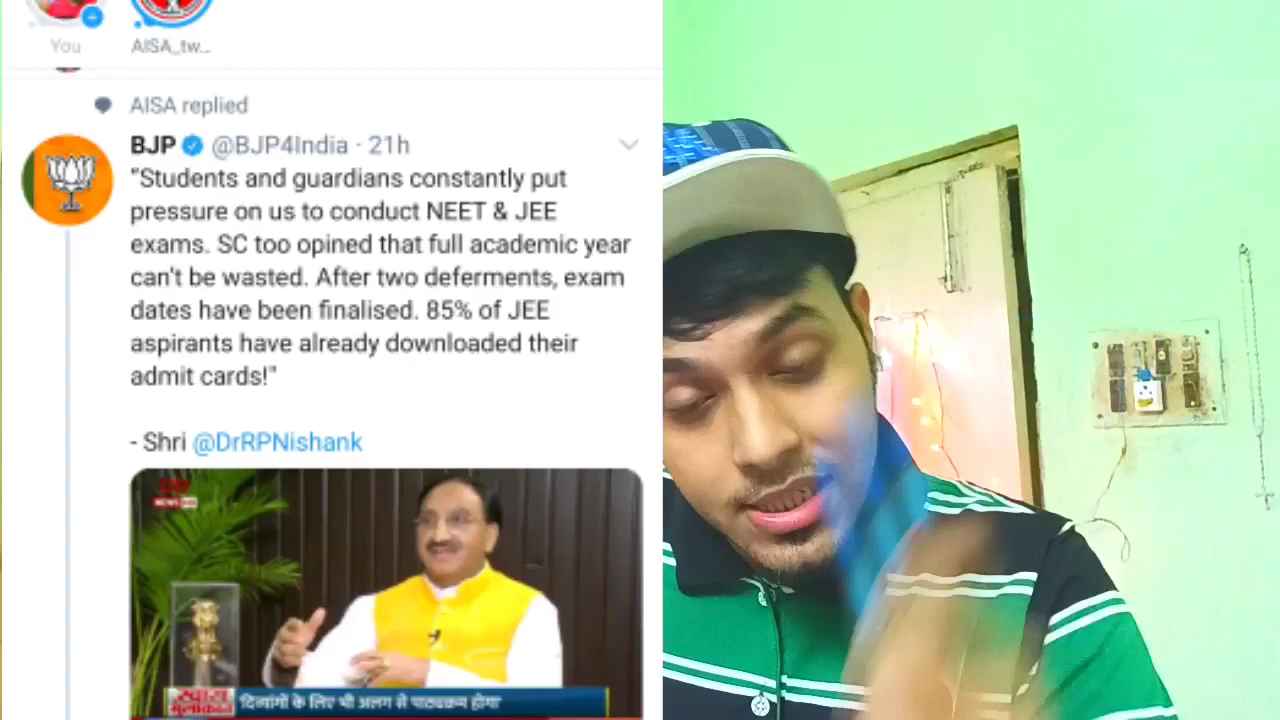 You
AISA_tw...
AISA replied
BJP @BJP4India · 21h
"Students and guardians constantly put
pressure on us to conduct NEET & JEE
exams. SC too opined that full academic year
can't be wasted. After two deferments, exam
dates have been finalised. 85% of JEE
aspirants have already downloaded their
admit cards!"
- Shri @DrRPNishank
NEWS
ख़ास
मुलाक़ात
'दिव्यांगों के लिए भी अलग से पाठ्यक्रम होगा'